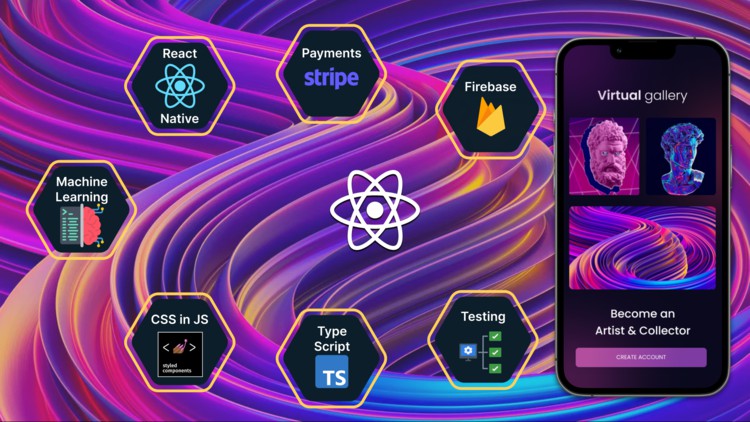 React
Native
Payments
stripe
Firebase
Machine
Learning
CSS in JS
styled
components
Type
Script
TS
Testing
Virtual gallery
Become an
Artist & Collector
CREATE ACCOUNT